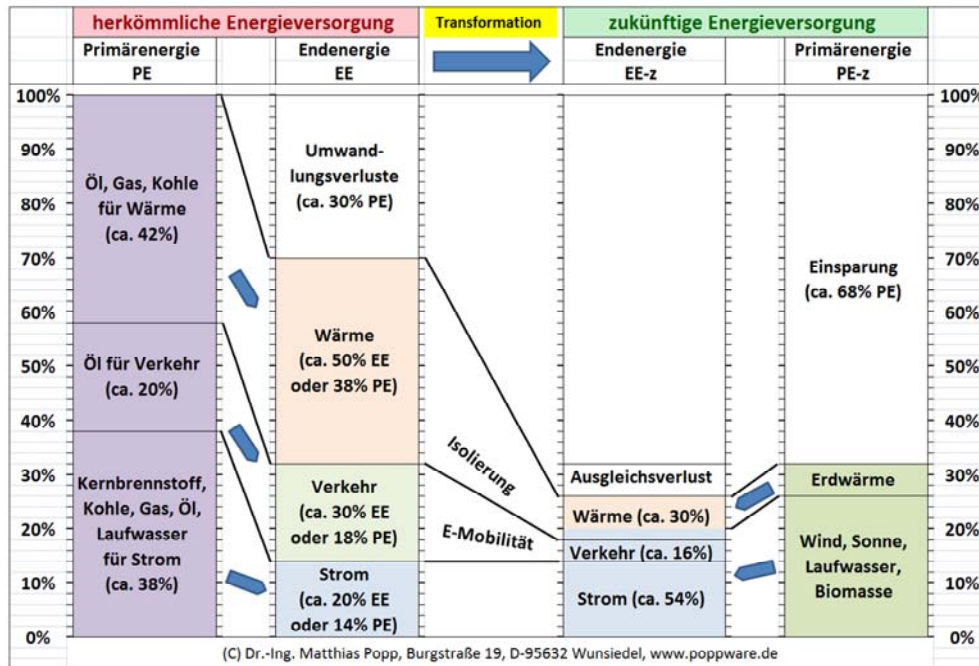 herkömmliche Energieversorgung
Transformation
zukünftige Energieversorgung
Primärenergie
PE
Endenergie
EE
Endenergie
EE-z
Primärenergie
PE-z
100%
90%
80%
70%
60%
50%
40%
30%
20%
10%
0%
Öl, Gas, Kohle
für Wärme
(ca. 42%)
Öl für Verkehr
(ca. 20%)
Kernbrennstoff,
Kohle, Gas, Öl,
Laufwasser
für Strom
(ca. 38%)
Umwand-
lungsverluste
(ca. 30% PE)
Wärme
(ca. 50% EE
oder 38% PE)
Verkehr
(ca. 30% EE
oder 18% PE)
Strom
(ca. 20% EE
oder 14% PE)
Isolierung
E-Mobilität
Ausgleichsverlust
Wärme (ca. 30%)
Verkehr (ca. 16%)
Strom (ca. 54%)
Einsparung
(ca. 68% PE)
Erdwärme
Wind, Sonne,
Laufwasser,
Biomasse
100%
90%
80%
70%
60%
50%
40%
30%
20%
10%
0%
(C) Dr.-Ing. Matthias Popp, Burgstraße 19, D-95632 Wunsiedel, www.poppware.de